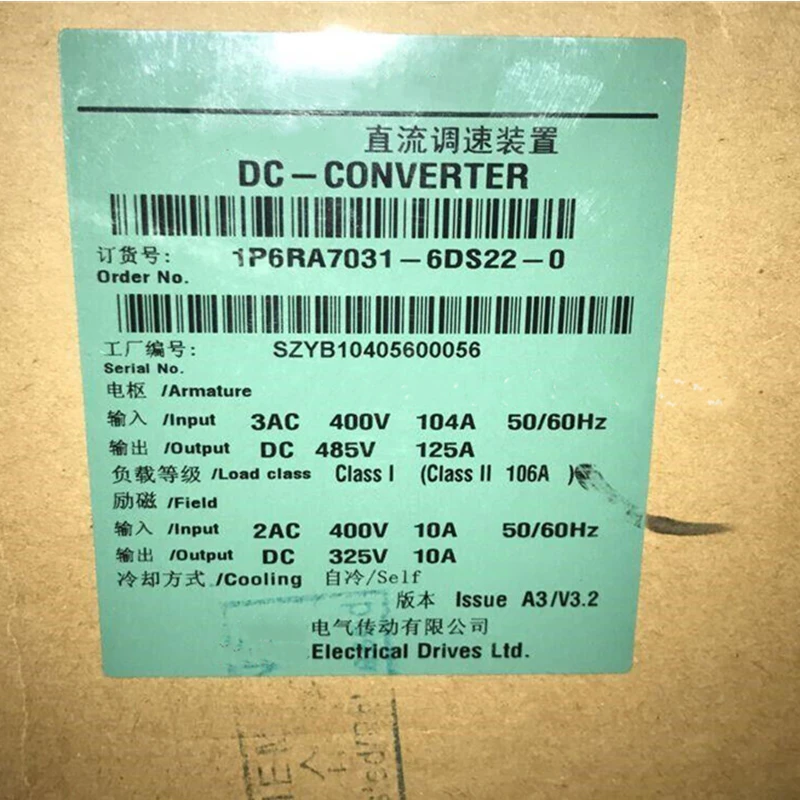 直流调速装置
DC-CONVERTER
订货号: 1P6RA7031-6DS22-0
Order No.
工厂编号: SZYB10405600056
Serial No.
电枢 /Armature
输入 /Input 3AC 400V 104A 50/60Hz
输出 /Output DC 485V 125A
负载等级 /Load class Class I (Class II 106A )
励磁 /Field
输入 /Input 2AC 400V 10A 50/60Hz
输出 /Output DC 325V 10A
冷却方式 /Cooling 自冷/Self
版本 Issue A3/V3.2
电气传动有限公司
Electrical Drives Ltd.